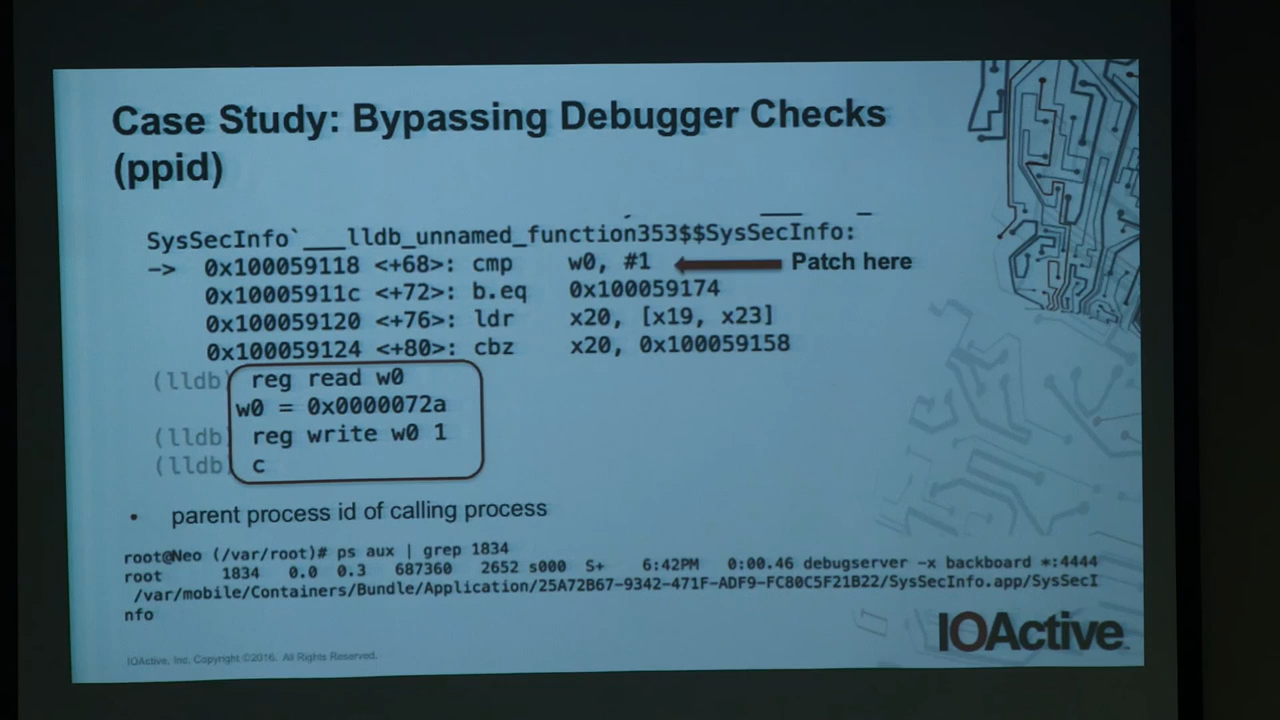 Case Study: Bypassing Debugger Checks
(ppid)
SysSecInfo`___lldb_unnamed_function353$$SysSecInfo:
-> 0x100059118 <+68>: cmp w0, #1 Patch here
0x10005911c <+72>: b.eq 0x100059174
0x100059120 <+76>: ldr x20, [x19, x23]
0x100059124 <+80>: cbz x20, 0x100059158
(lldb) reg read w0
w0 = 0x0000072a
(lldb) reg write w0 1
(lldb) c
• parent process id of calling process
root@Neo (/var/root)# ps aux | grep 1834
root 1834 0.0 0.3 687360 2652 s000 S+ 6:42PM 0:00.46 debugserver -x backboard *:4444
/var/mobile/Containers/Bundle/Application/25A72B67-9342-471F-ADF9-FC80C5F21B22/SysSecInfo.app/SysSecI
nfo
IOActive
IOActive, Inc. Copyright ©2016. All Rights Reserved.